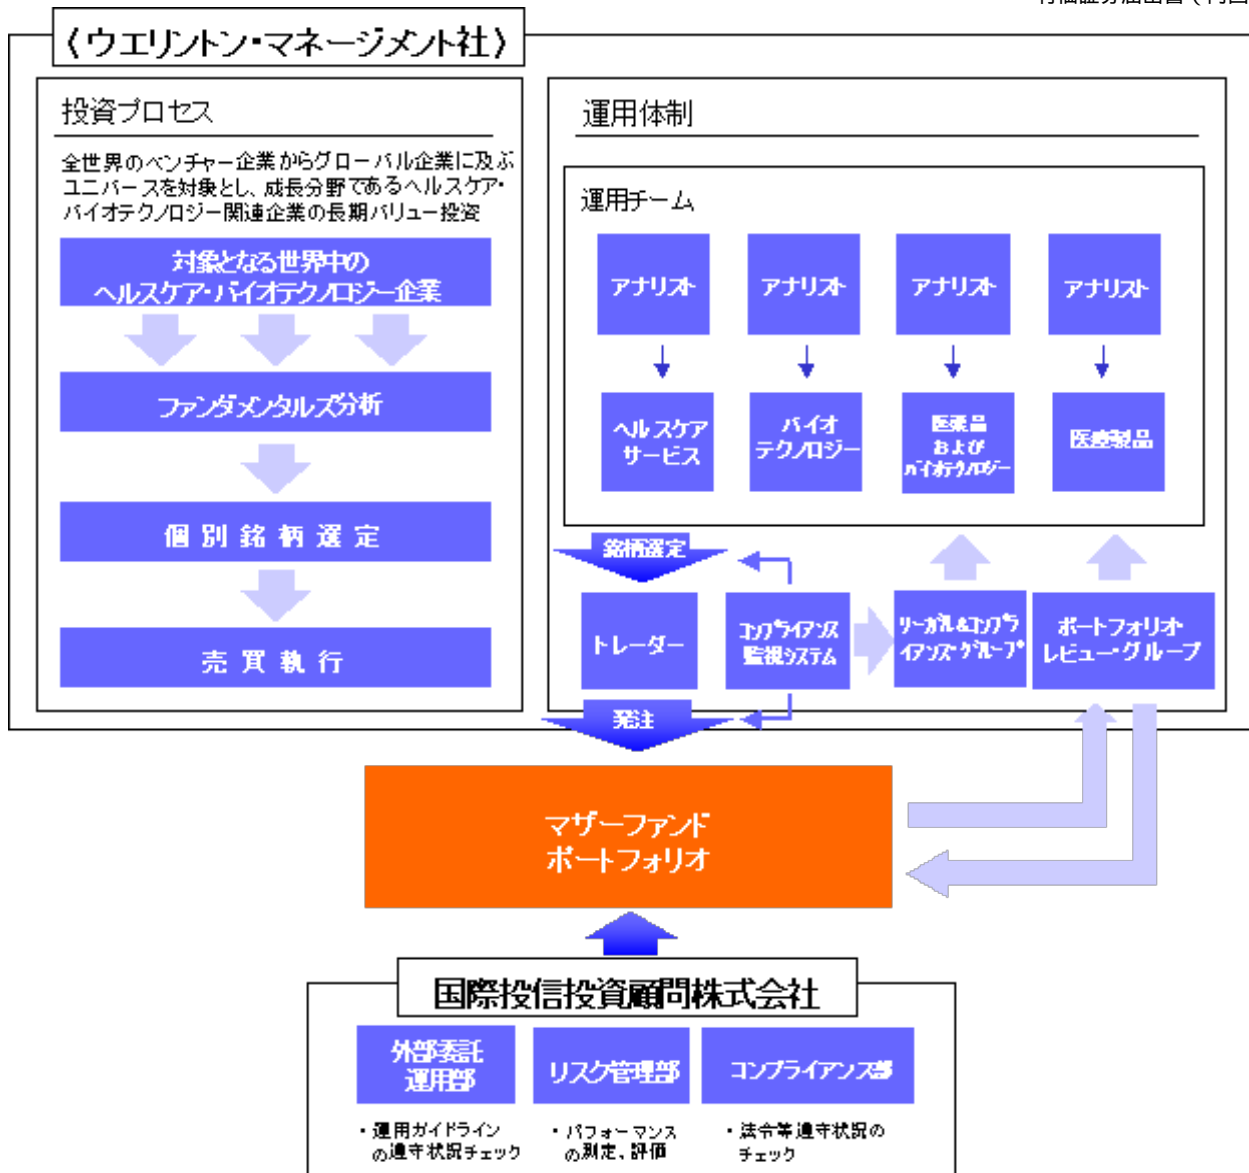 〈ウエリントン・マネージメント社〉
投資プロセス
全世界のベンチャー企業からグローバル企業に及ぶ
ユニバースを対象とし、成長分野であるヘルスケア・
バイオテクノロジー関連企業の長期バリュー投資
対象となる世界中の
ヘルスケア・バイオテクノロジー企業
ファンダメンタルズ分析
個別銘柄選定
売買執行
運用体制
運用チーム
アナリスト
アナリスト
アナリスト
アナリスト
ヘルスケア
サービス
バイオ
テクノロジー
医薬品
および
バイオテクノロジー
医療製品
銘柄選定
トレーダー
コンプライアンス
監視システム
リーガル&コンプラ
イアンス・グループ
ポートフォリオ・
レビュー・グループ
発注
マザーファンド
ポートフォリオ
国際投信投資顧問株式会社
外部委託
運用部
リスク管理部
コンプライアンス部
・運用ガイドライン
の遵守状況チェック
・パフォーマンス
の測定、評価
・法令等遵守状況の
チェック